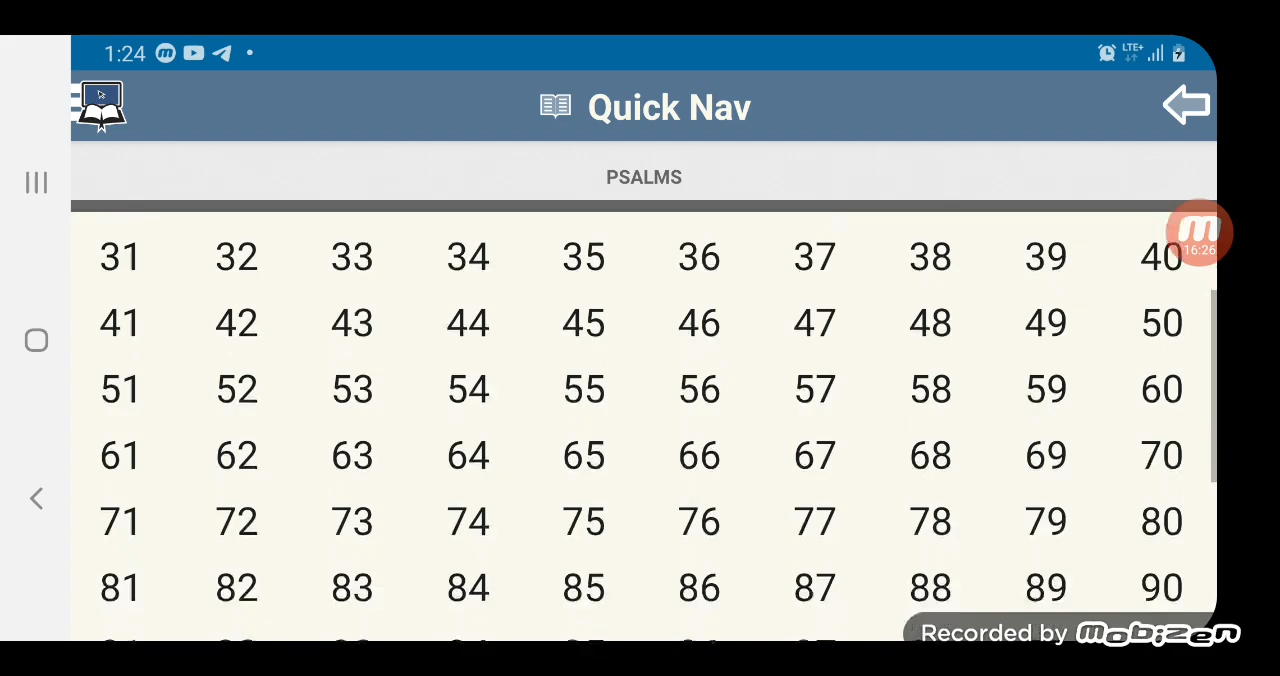 1:24 LTE+
Quick Nav
PSALMS
31 32 33 34 35 36 37 38 39 40
16:26
41 42 43 44 45 46 47 48 49 50
51 52 53 54 55 56 57 58 59 60
61 62 63 64 65 66 67 68 69 70
71 72 73 74 75 76 77 78 79 80
81 82 83 84 85 86 87 88 89 90
Recorded by mobizen